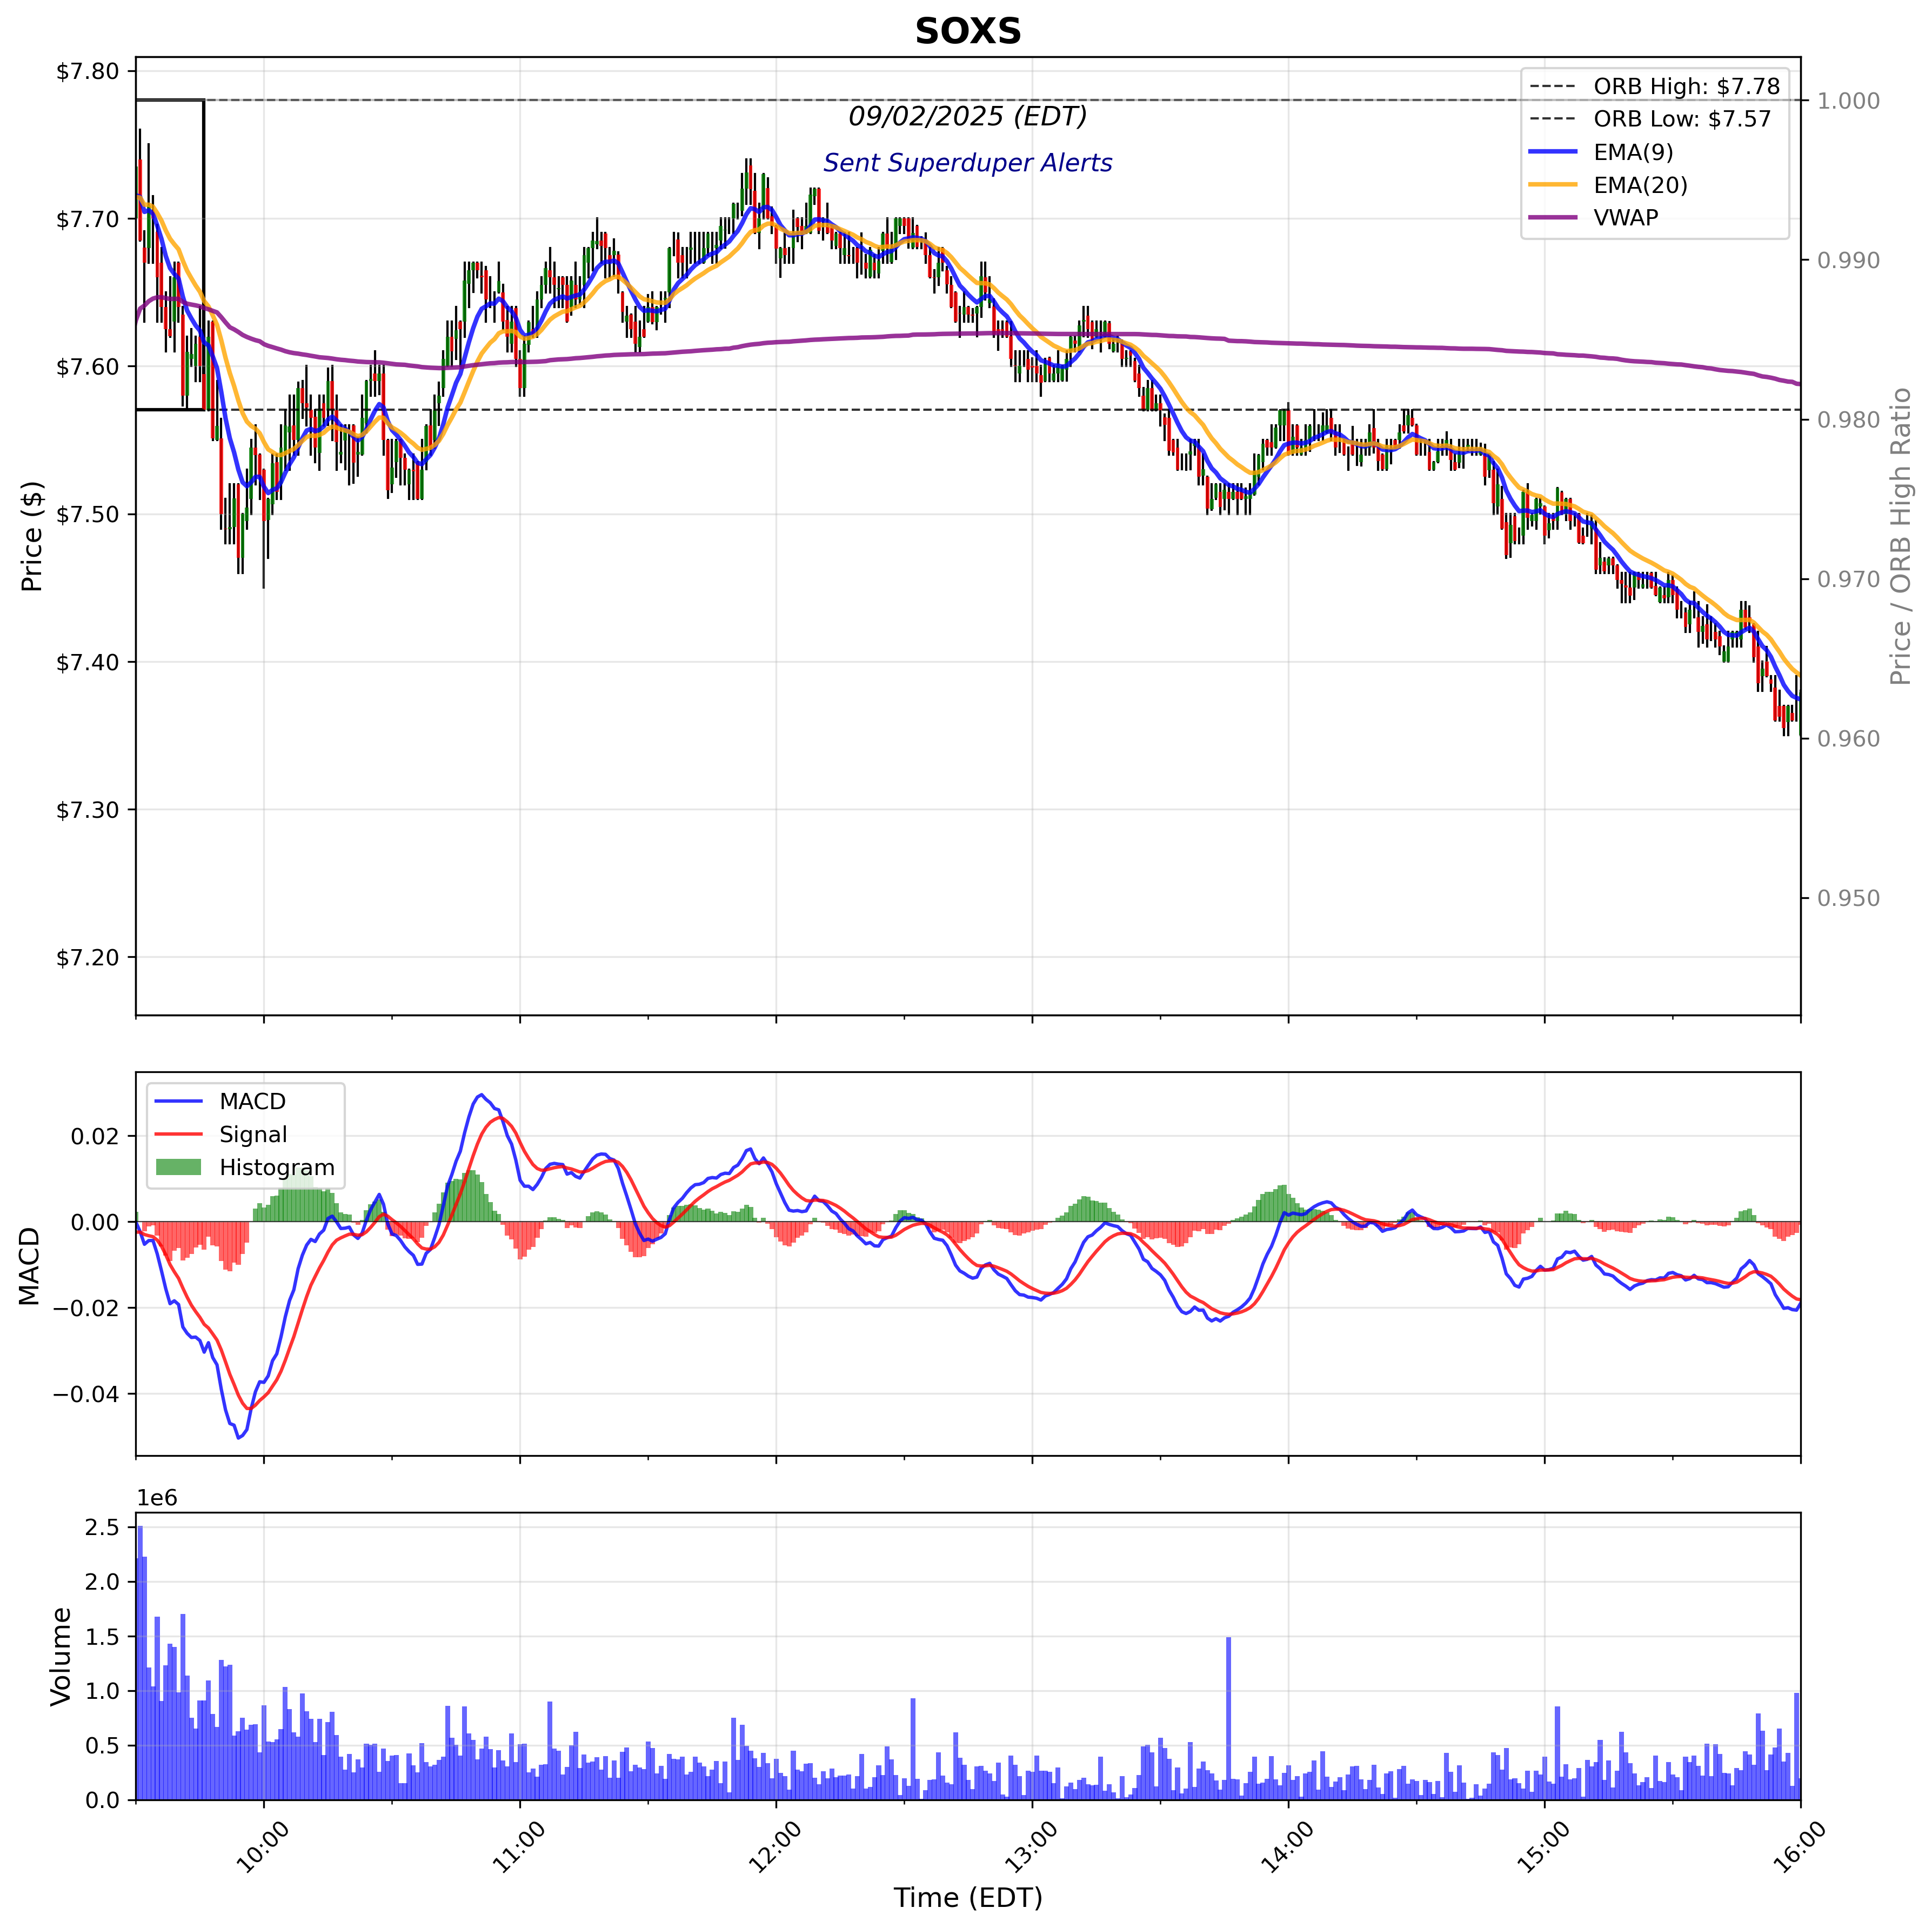 SOXS
09/02/2025 (EDT)
Sent Superduper Alerts
ORB High: $7.78
ORB Low: $7.57
EMA(9)
EMA(20)
VWAP
$7.80
$7.70
$7.60
$7.50
$7.40
$7.30
$7.20
Price ($)
1.000
0.990
0.980
0.970
0.960
0.950
Price / ORB High Ratio
MACD
Signal
Histogram
0.02
0.00
−0.02
−0.04
MACD
1e6
2.5
2.0
1.5
1.0
0.5
0.0
Volume
10:00
11:00
12:00
13:00
14:00
15:00
16:00
Time (EDT)